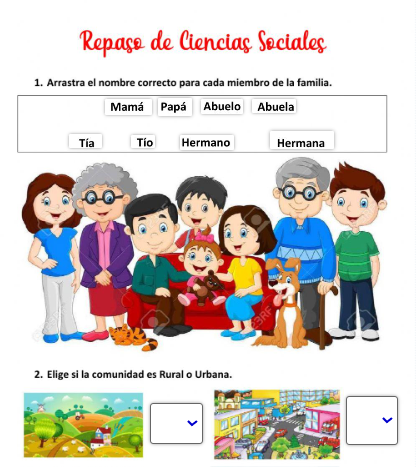 Repaso de Ciencias Sociales
1. Arrastra el nombre correcto para cada miembro de la familia.
Mamá Papá Abuelo Abuela
Tía Tío Hermano Hermana
2. Elige si la comunidad es Rural o Urbana.